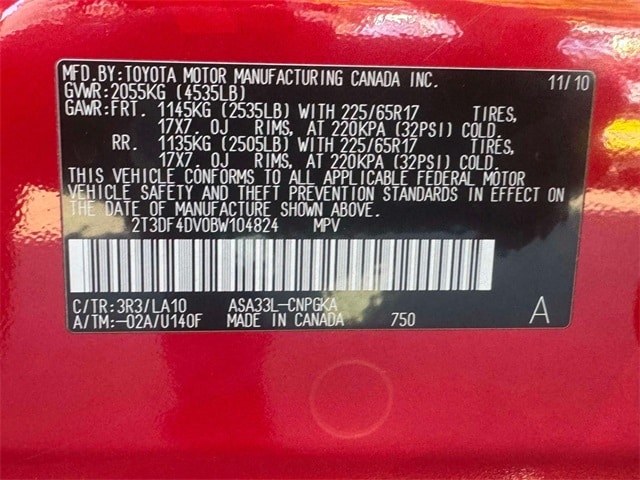 MFD.BY:TOYOTA MOTOR MANUFACTURING CANADA INC. 11/10
GVWR:2055KG (4535LB)
GAWR:FRT. 1145KG (2535LB) WITH 225/65R17 TIRES,
17X7.0J RIMS, AT 220KPA (32PSI) COLD.
RR. 1135KG (2505LB) WITH 225/65R17 TIRES,
17X7.0J RIMS, AT 220KPA (32PSI) COLD.
THIS VEHICLE CONFORMS TO ALL APPLICABLE FEDERAL MOTOR
VEHICLE SAFETY AND THEFT PREVENTION STANDARDS IN EFFECT ON
THE DATE OF MANUFACTURE SHOWN ABOVE.
2T3DF4DV0BW104824 MPV
C/TR:3R3/LA10 ASA33L-CNPGKA A
A/TM:-02A/U140F MADE IN CANADA 750